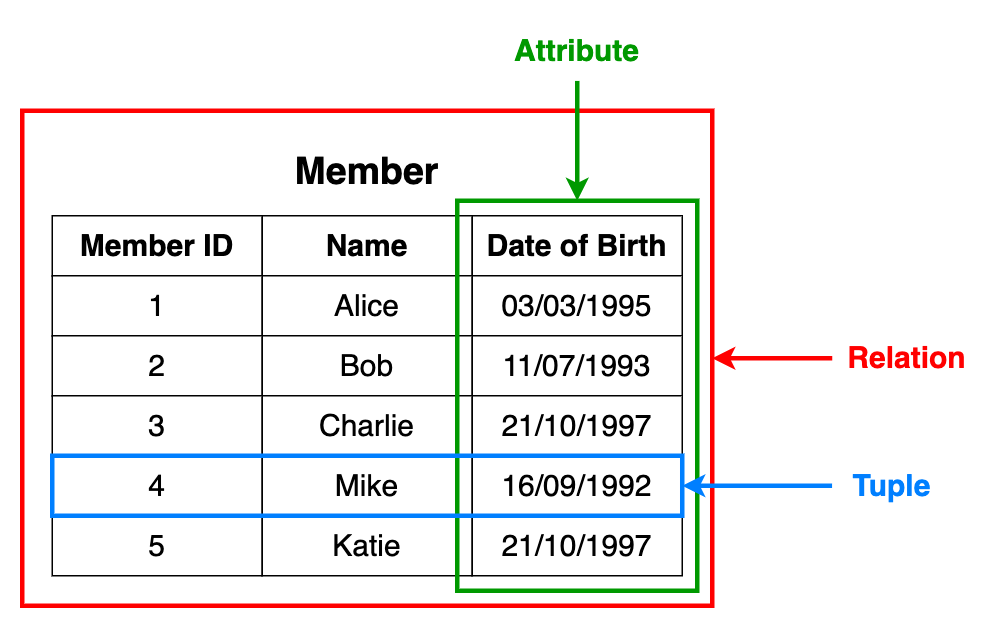 Attribute
Member
Member ID Name Date of Birth
1 Alice 03/03/1995
2 Bob 11/07/1993
Relation
3 Charlie 21/10/1997
4 Mike 16/09/1992
Tuple
5 Katie 21/10/1997